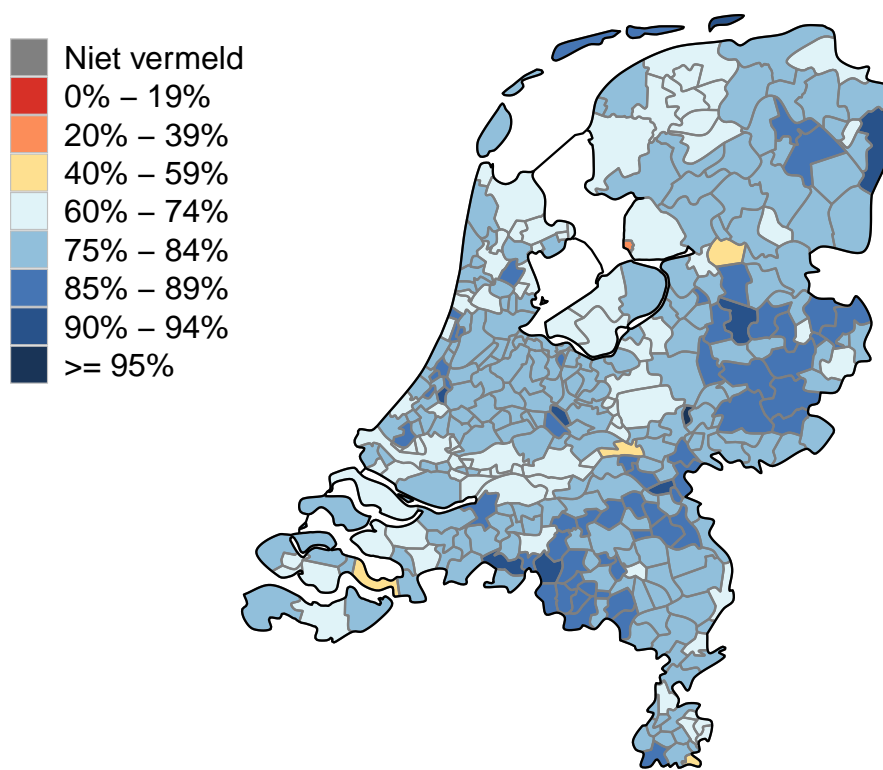 Niet vermeld
0% – 19%
20% – 39%
40% – 59%
60% – 74%
75% – 84%
85% – 89%
90% – 94%
>= 95%